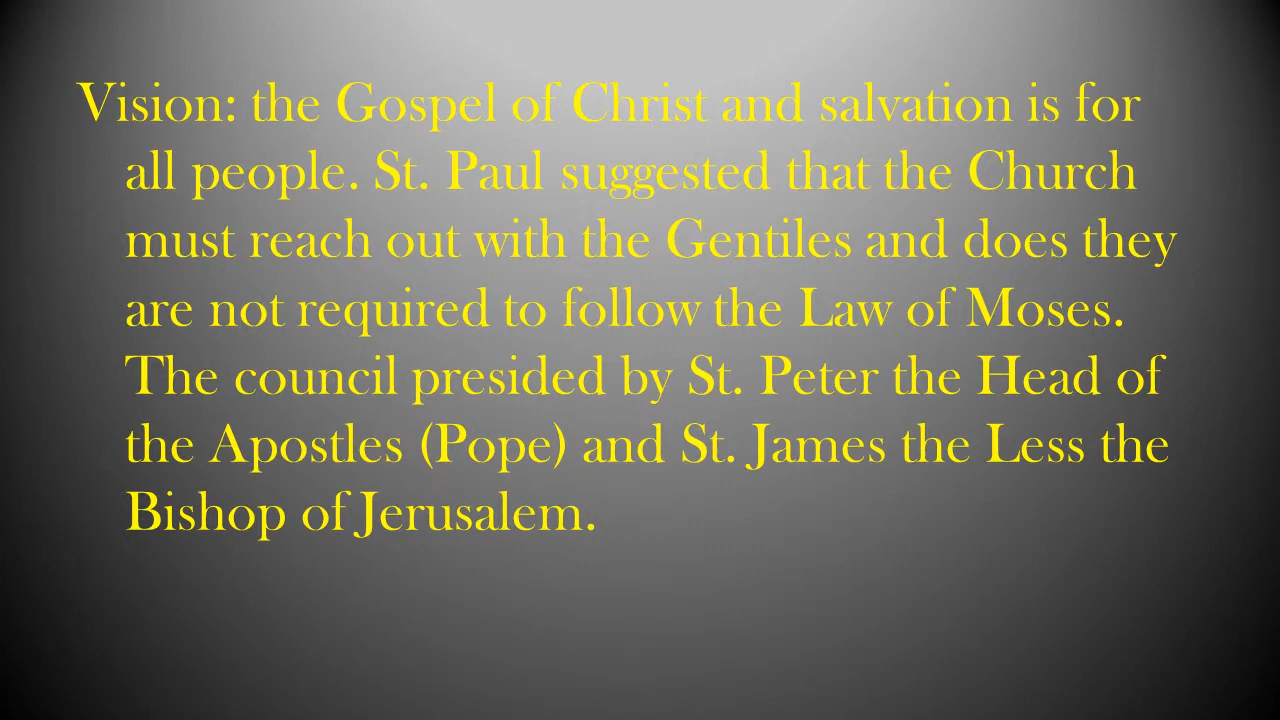 Vision: the Gospel of Christ and salvation is for
all people. St. Paul suggested that the Church
must reach out with the Gentiles and does they
are not required to follow the Law of Moses.
The council presided by St. Peter the Head of
the Apostles (Pope) and St. James the Less the
Bishop of Jerusalem.